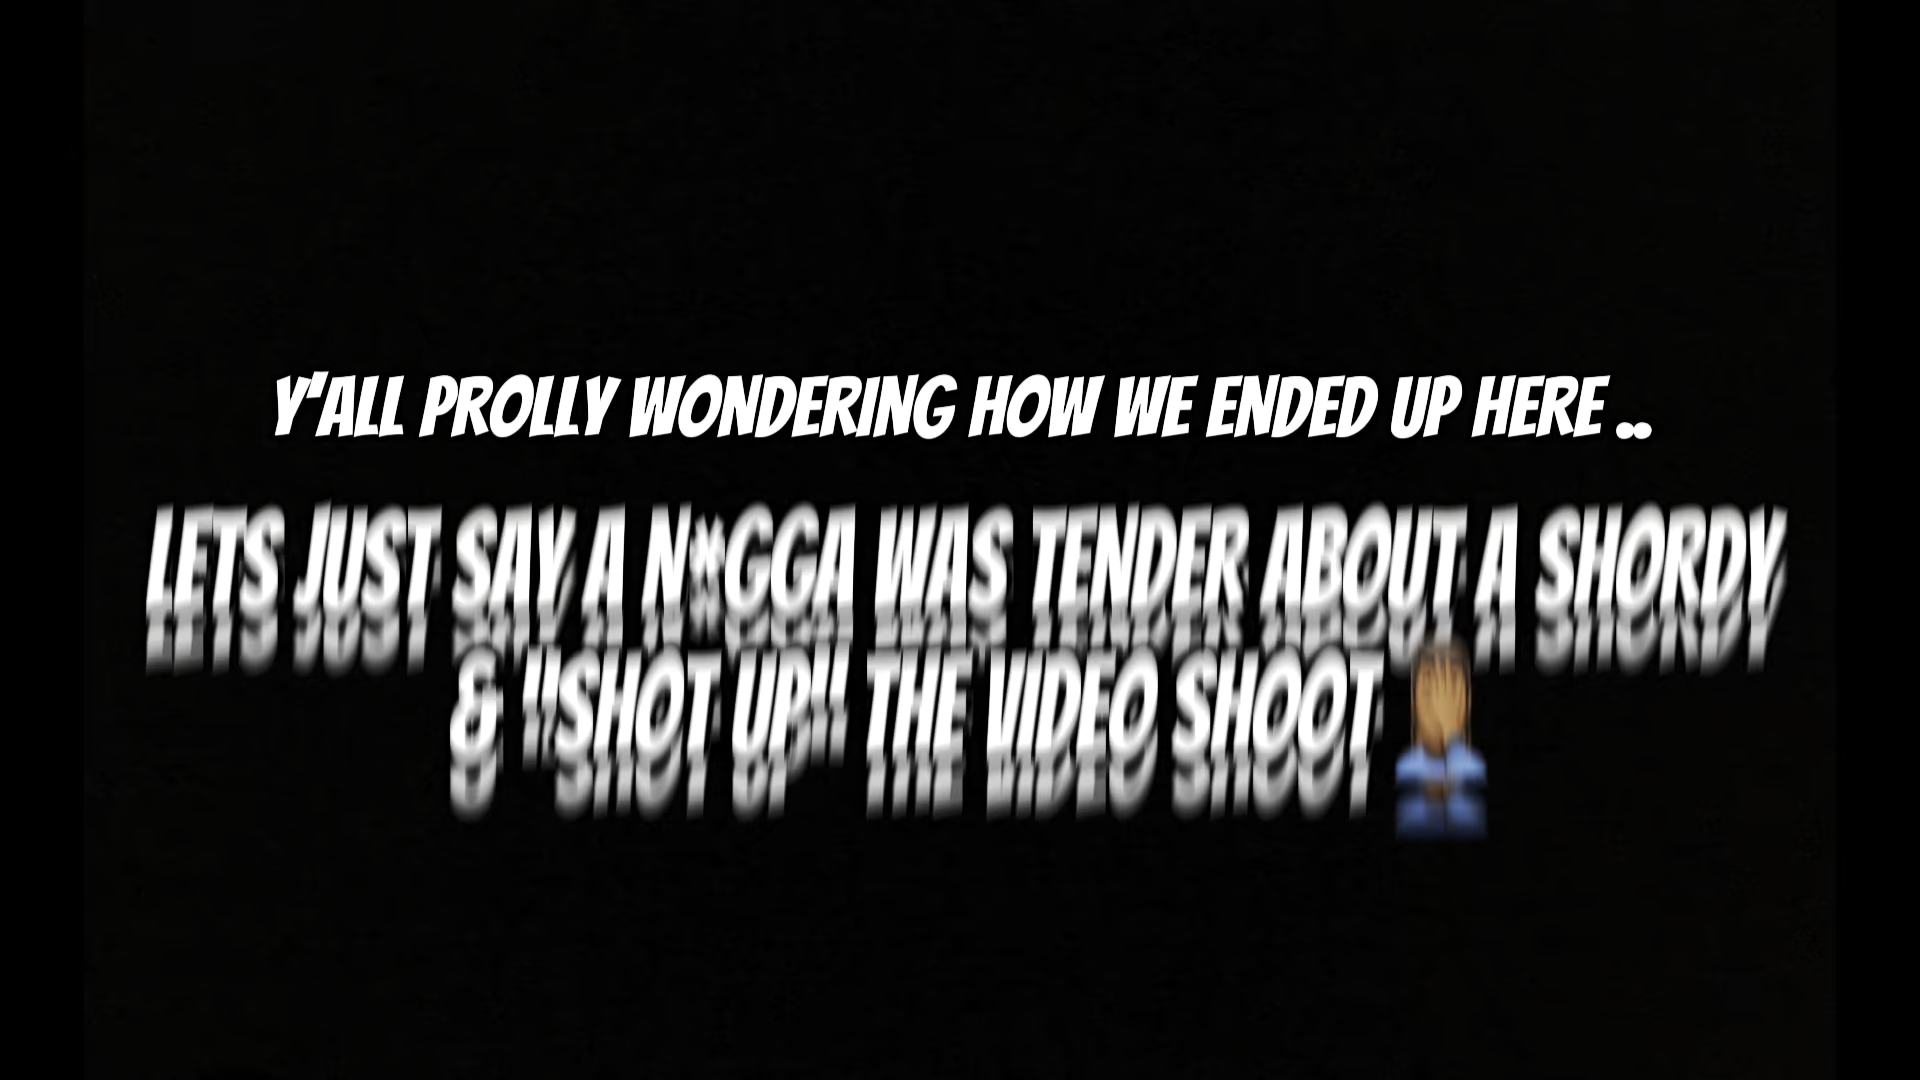 Y'ALL PROLLY WONDERING HOW WE ENDED UP HERE ..
LETS JUST SAY A N*GGA WAS TENDER ABOUT A SHORDY
& "SHOT UP" THE VIDEO SHOOT 🤦🏽‍♂️